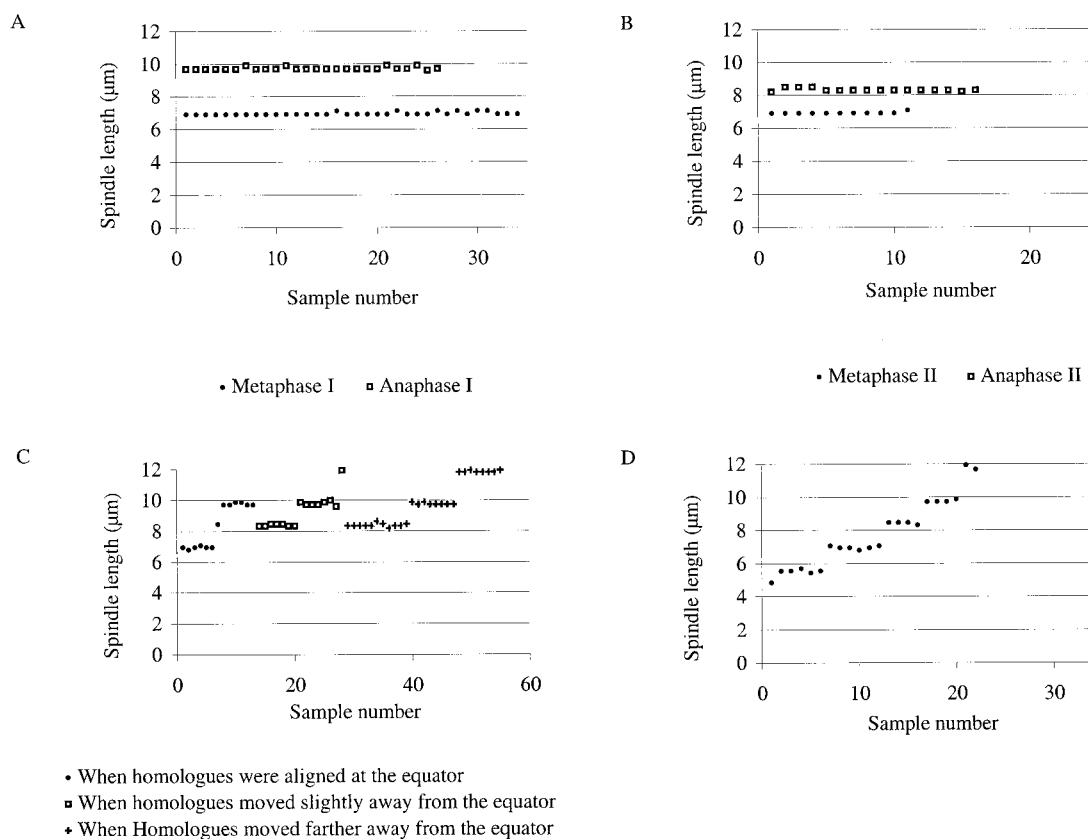 A
Spindle length (µm)
12
10
8
6
4
2
0
0 10 20 30
Sample number
• Metaphase I ▫ Anaphase I
B
Spindle length (µm)
12
10
8
6
4
2
0
0 10 20
Sample number
• Metaphase II ▫ Anaphase II
C
Spindle length (µm)
12
10
8
6
4
2
0
0 20 40 60
Sample number
• When homologues were aligned at the equator
▫ When homologues moved slightly away from the equator
+ When Homologues moved farther away from the equator
D
Spindle length (µm)
12
10
8
6
4
2
0
0 10 20 30
Sample number